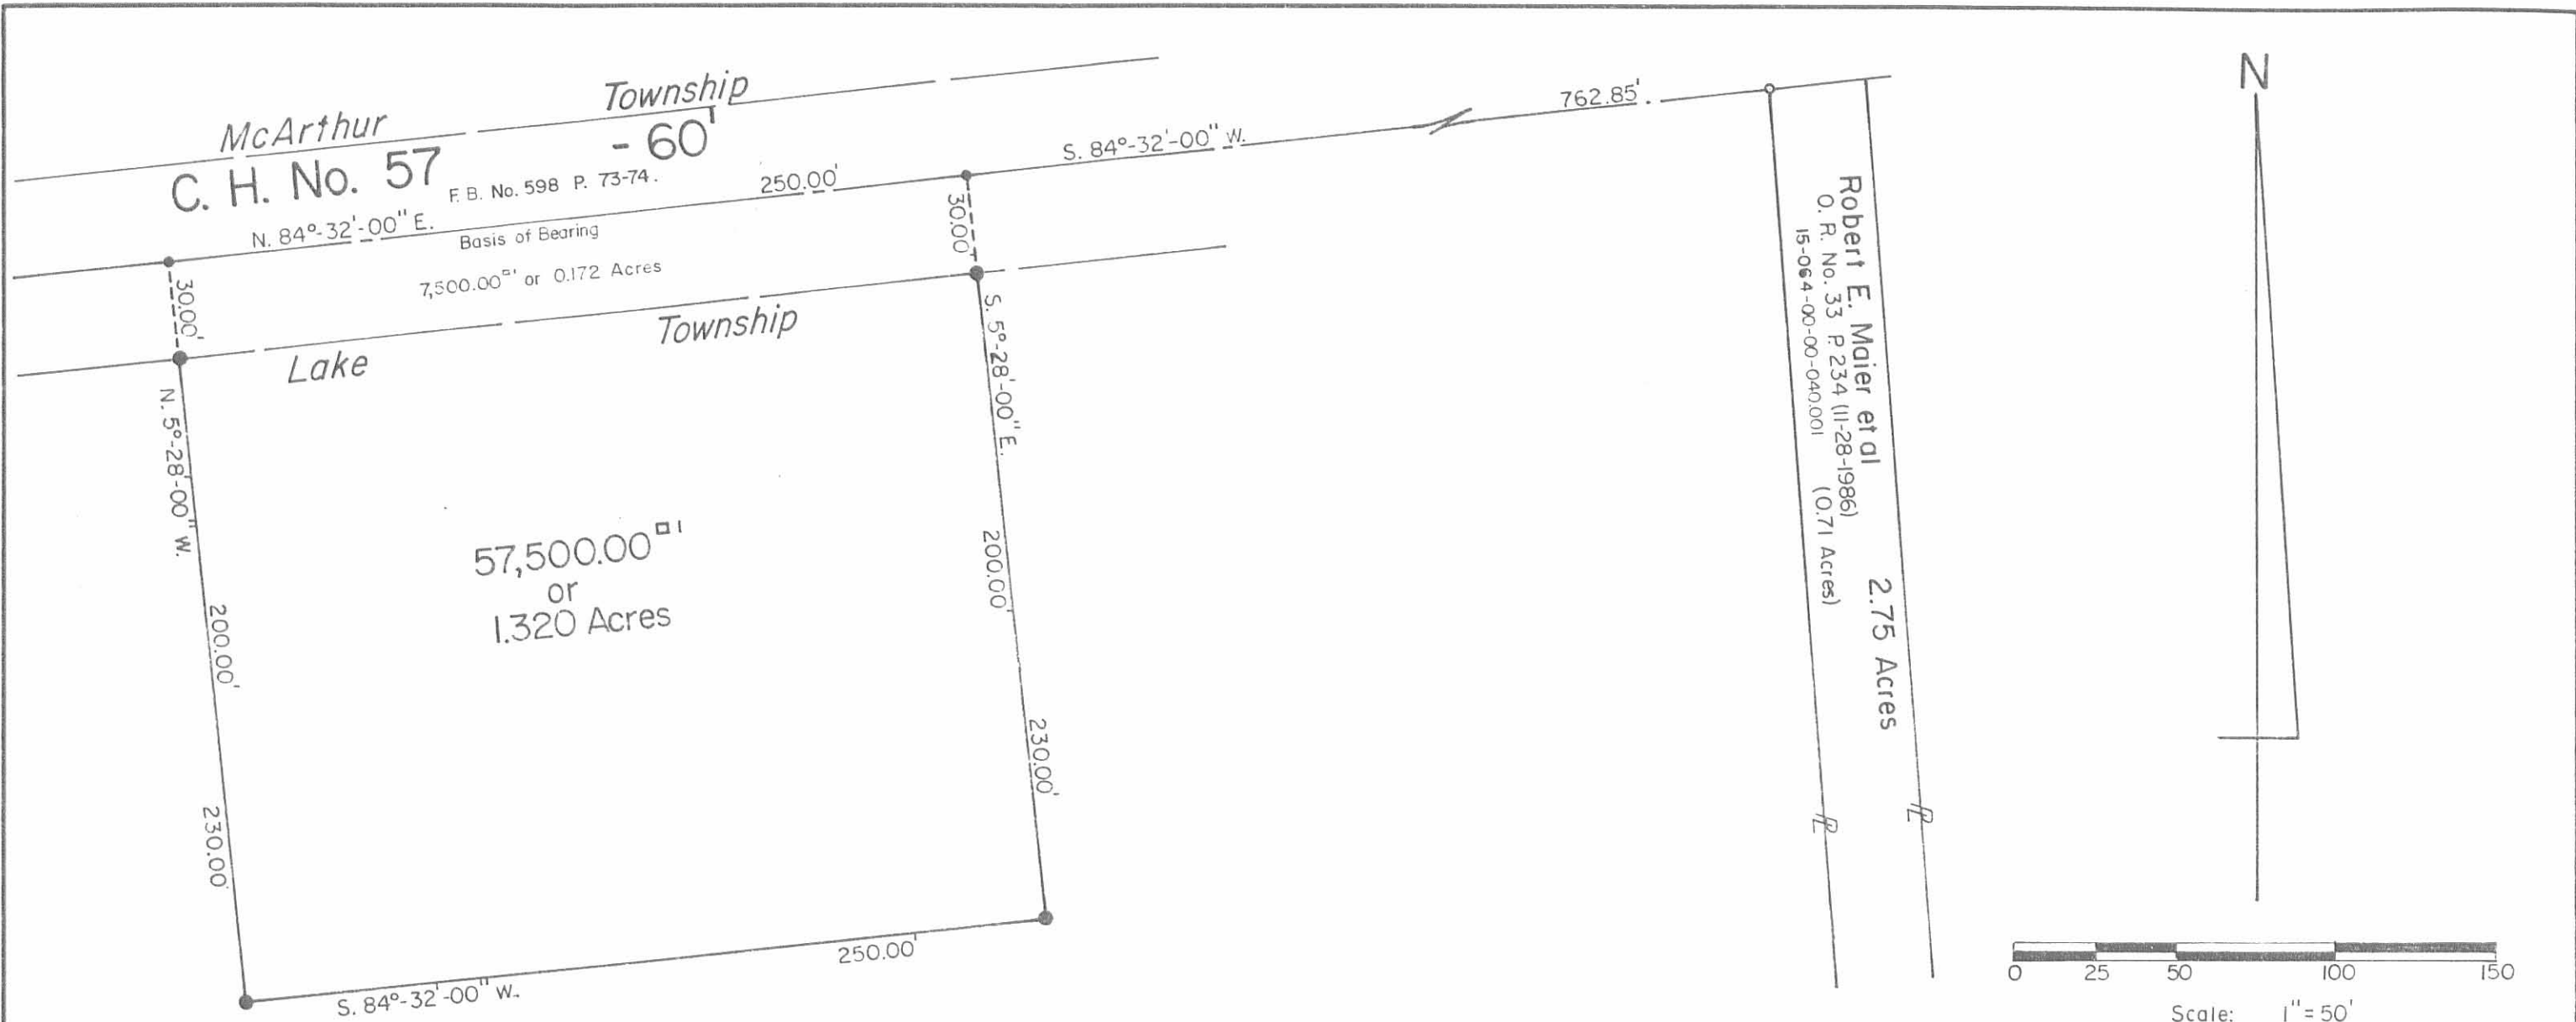 McArthur Township
C. H. No. 57 - 60'
F. B. No. 598 P. 73-74.
N. 84°-32'-00" E. 250.00'
Basis of Bearing
7,500.00□' or 0.172 Acres
30.00'
30.00'
Lake Township
S. 84°-32'-00" W. 762.85'
N. 5°-28'-00" W.
200.00'
230.00'
57,500.00□'
or
1.320 Acres
S. 5°-28'-00" E.
200.00'
230.00'
S. 84°-32'-00" W. 250.00'
Robert E. Maier et al 2.75 Acres
O. R. No. 33 P. 234 (11-28-1986)
15-064-00-00-040.001 (0.71 Acres)
PL
PL
N
0 25 50 100 150
Scale: 1" = 50'